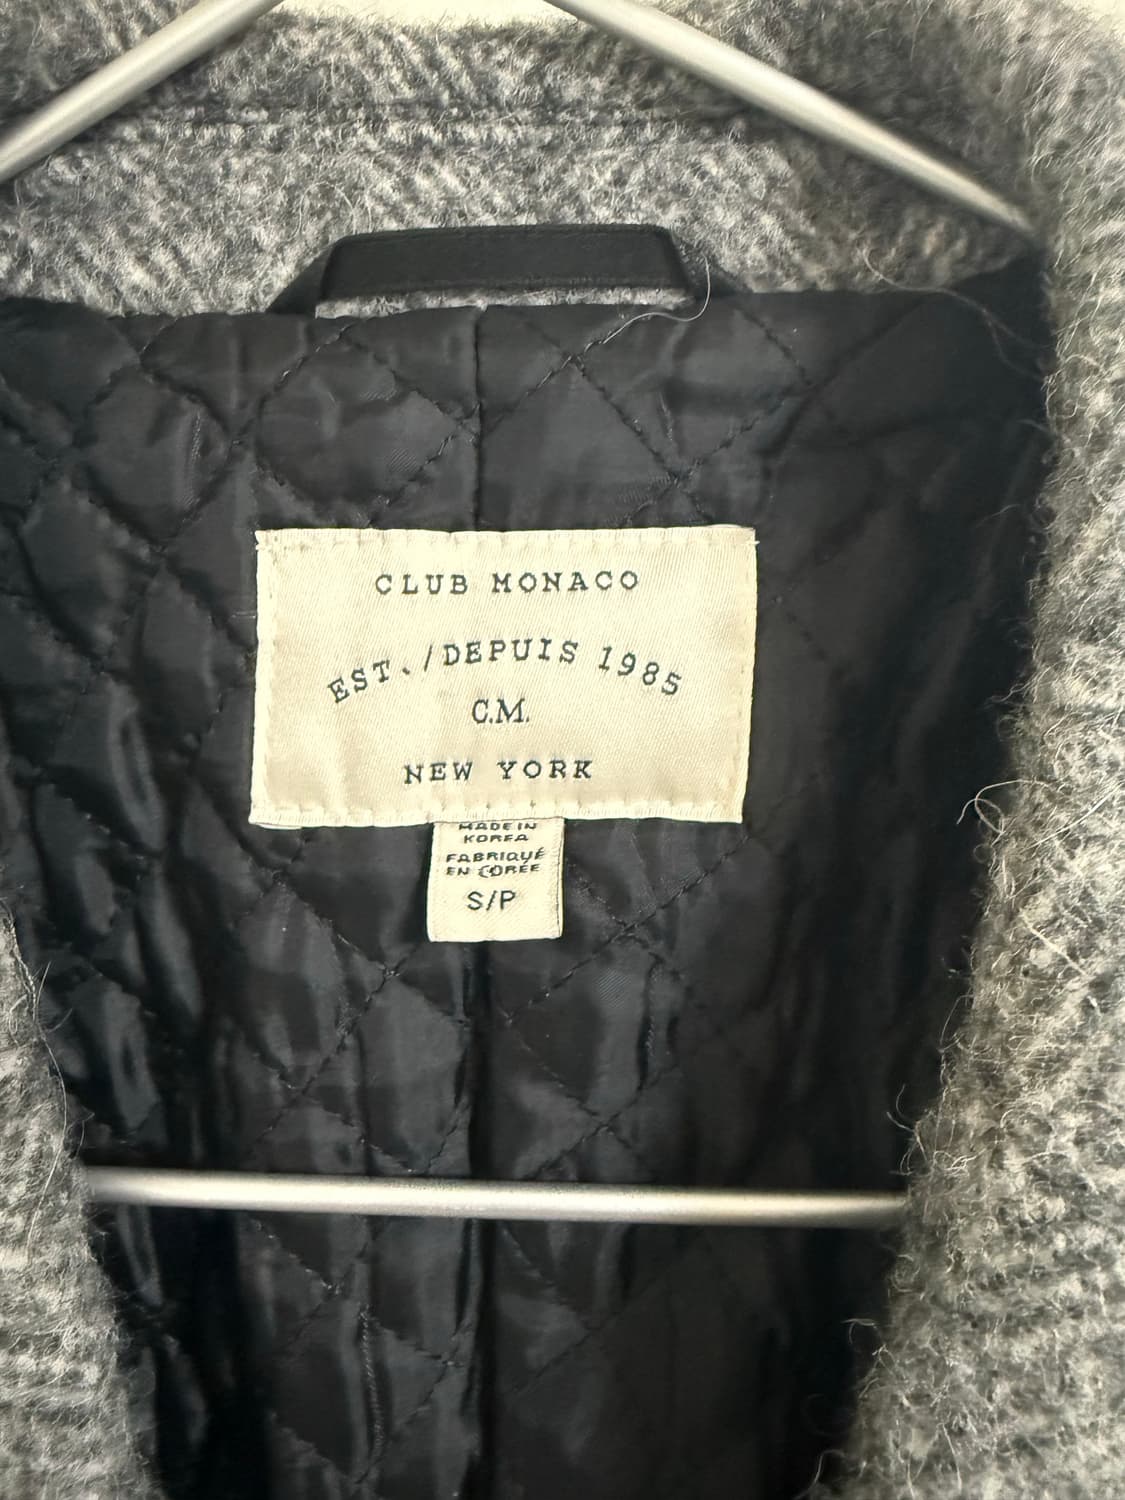 CLUB MONACO
EST./DEPUIS 1985
C.M.
NEW YORK
MADE IN
KOREA
FABRIQUÉ
EN CORÉE
S/P